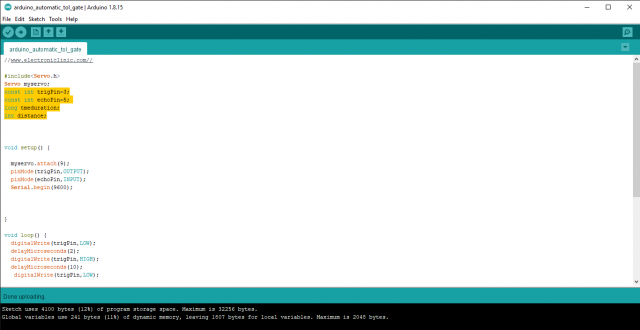 arduino_automatic_tol_gate | Arduino 1.8.15
File Edit Sketch Tools Help
arduino_automatic_tol_gate
//www.electroniclinic.com//
#include<Servo.h>
Servo myservo;
const int trigPin=3;
const int echoPin=5;
long tmeduration;
int distance;
void setup() {
myservo.attach(9);
pinMode(trigPin,OUTPUT);
pinMode(echoPin,INPUT);
Serial.begin(9600);
}
void loop() {
digitalWrite(trigPin,LOW);
delayMicroseconds(2);
digitalWrite(trigPin,HIGH);
delayMicroseconds(10);
digitalWrite(trigPin,LOW);
Done uploading.
Sketch uses 4100 bytes (12%) of program storage space. Maximum is 32256 bytes.
Global variables use 241 bytes (11%) of dynamic memory, leaving 1807 bytes for local variables. Maximum is 2048 bytes.